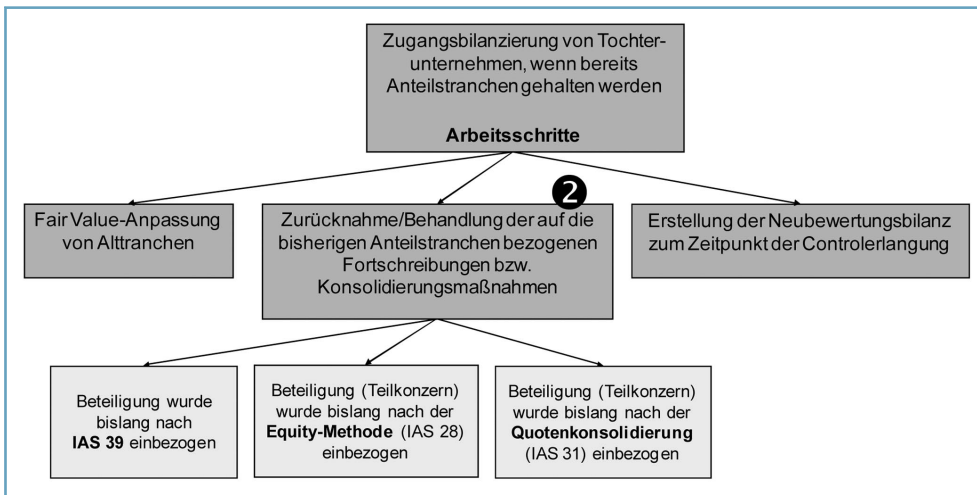 Zugangsbilanzierung von Tochter-
unternehmen, wenn bereits
Anteilstranchen gehalten werden
Arbeitsschritte
2
Fair Value-Anpassung
von Alttranchen
Zurücknahme/Behandlung der auf die
bisherigen Anteilstranchen bezogenen
Fortschreibungen bzw.
Konsolidierungsmaßnahmen
Erstellung der Neubewertungsbilanz
zum Zeitpunkt der Controlerlangung
Beteiligung wurde
bislang nach
IAS 39 einbezogen
Beteiligung (Teilkonzern)
wurde bislang nach der
Equity-Methode (IAS 28)
einbezogen
Beteiligung (Teilkonzern)
wurde bislang nach der
Quotenkonsolidierung
(IAS 31) einbezogen